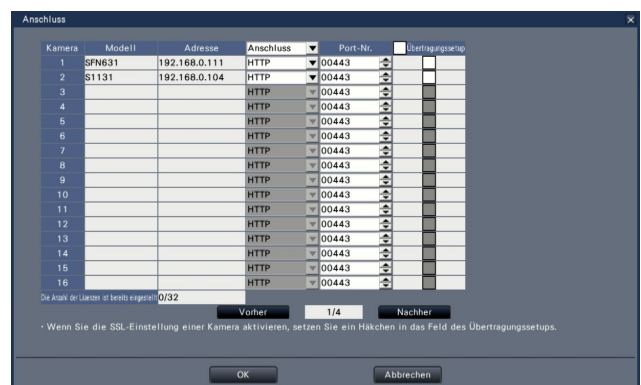 Anschluss
Kamera Modell Adresse Anschluss Port-Nr. Übertragungssetup
1 SFN631 192.168.0.111 HTTP 00443
2 S1131 192.168.0.104 HTTP 00443
3 HTTP 00443
4 HTTP 00443
5 HTTP 00443
6 HTTP 00443
7 HTTP 00443
8 HTTP 00443
9 HTTP 00443
10 HTTP 00443
11 HTTP 00443
12 HTTP 00443
13 HTTP 00443
14 HTTP 00443
15 HTTP 00443
16 HTTP 00443
Die Anzahl der Lizenzen ist bereits eingestellt 0/32
Vorher 1/4 Nachher
・Wenn Sie die SSL-Einstellung einer Kamera aktivieren, setzen Sie ein Häkchen in das Feld des Übertragungssetups.
OK Abbrechen